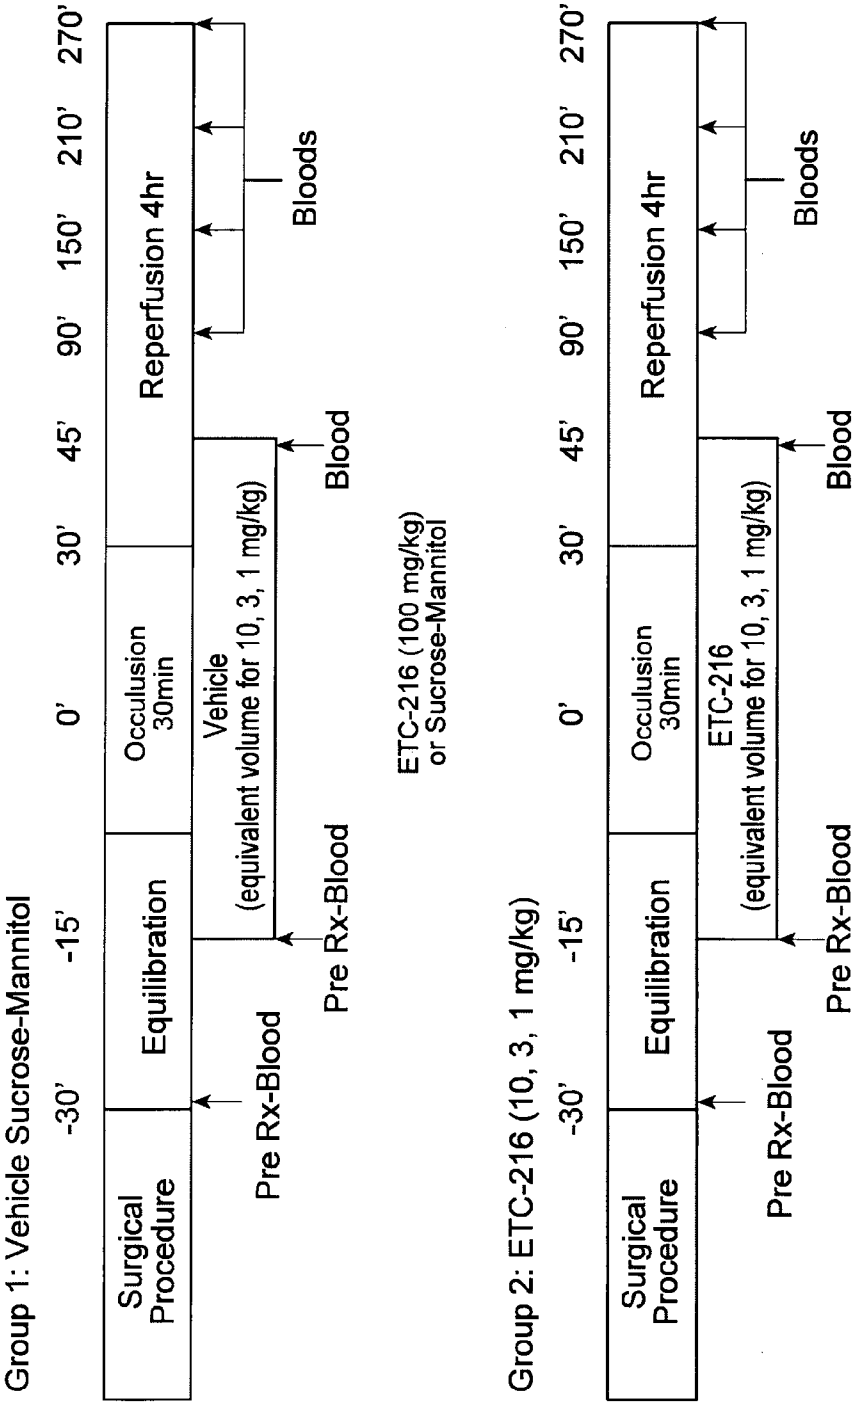 Group 1: Vehicle Sucrose-Mannitol
-30' -15' 0' 30' 45' 90' 150' 210' 270'
Surgical
Procedure
Equilibration
Occulusion
30min
Reperfusion 4hr
Vehicle
(equivalent volume for 10, 3, 1 mg/kg)
Pre Rx-Blood
Pre Rx-Blood
Blood
Bloods
ETC-216 (100 mg/kg)
or Sucrose-Mannitol
Group 2: ETC-216 (10, 3, 1 mg/kg)
-30' -15' 0' 30' 45' 90' 150' 210' 270'
Surgical
Procedure
Equilibration
Occulusion
30min
Reperfusion 4hr
ETC-216
(equivalent volume for 10, 3, 1 mg/kg)
Pre Rx-Blood
Pre Rx-Blood
Blood
Bloods